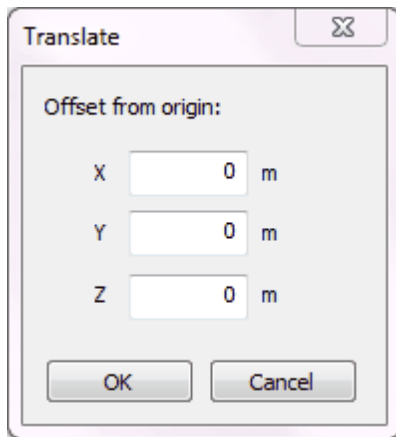 Translate
Offset from origin:
X 0 m
Y 0 m
Z 0 m
OK Cancel